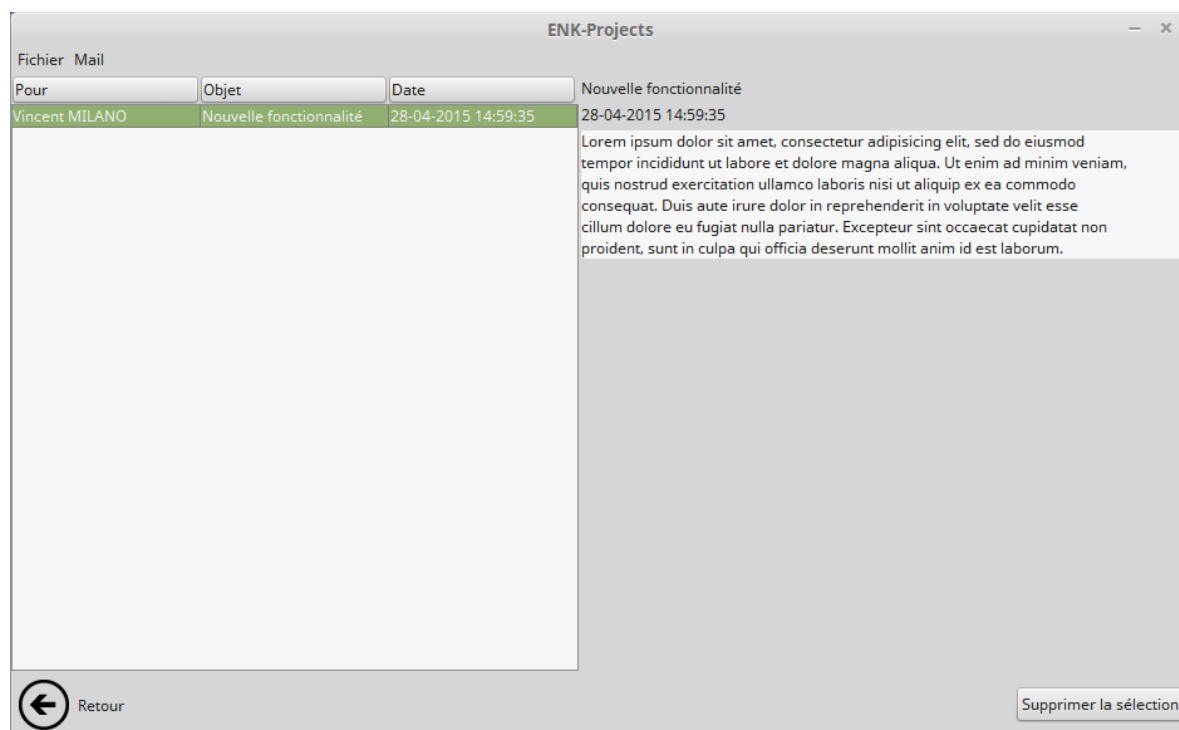 ENK-Projects
Fichier Mail
Pour Objet Date
Vincent MILANO Nouvelle fonctionnalité 28-04-2015 14:59:35
Nouvelle fonctionnalité
28-04-2015 14:59:35
Lorem ipsum dolor sit amet, consectetur adipisicing elit, sed do eiusmod
tempor incididunt ut labore et dolore magna aliqua. Ut enim ad minim veniam,
quis nostrud exercitation ullamco laboris nisi ut aliquip ex ea commodo
consequat. Duis aute irure dolor in reprehenderit in voluptate velit esse
cillum dolore eu fugiat nulla pariatur. Excepteur sint occaecat cupidatat non
proident, sunt in culpa qui officia deserunt mollit anim id est laborum.
Retour
Supprimer la sélection